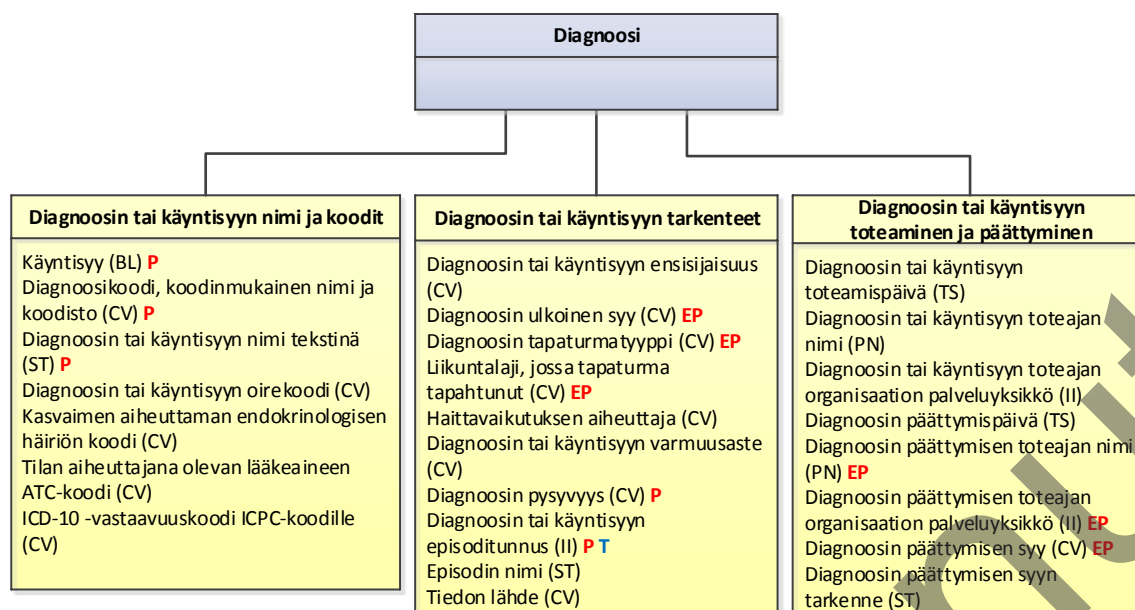 Diagnoosi
Diagnoosin tai käyntisyyn nimi ja koodit
Käyntisyy (BL) P
Diagnoosikoodi, koodinmukainen nimi ja
koodisto (CV) P
Diagnoosin tai käyntisyyn nimi tekstinä
(ST) P
Diagnoosin tai käyntisyyn oirekoodi (CV)
Kasvaimen aiheuttaman endokrinologisen
häiriön koodi (CV)
Tilan aiheuttajana olevan lääkeaineen
ATC-koodi (CV)
ICD-10 -vastaavuuskoodi ICPC-koodille
(CV)
Diagnoosin tai käyntisyyn tarkenteet
Diagnoosin tai käyntisyyn ensisijaisuus
(CV)
Diagnoosin ulkoinen syy (CV) EP
Diagnoosin tapaturmatyyppi (CV) EP
Liikuntalaji, jossa tapaturma
tapahtunut (CV) EP
Haittavaikutuksen aiheuttaja (CV)
Diagnoosin tai käyntisyyn varmuusaste
(CV)
Diagnoosin pysyvyys (CV) P
Diagnoosin tai käyntisyyn
episoditunnus (II) P T
Episodin nimi (ST)
Tiedon lähde (CV)
Diagnoosin tai käyntisyyn
toteaminen ja päättyminen
Diagnoosin tai käyntisyyn
toteamispäivä (TS)
Diagnoosin tai käyntisyyn toteajan
nimi (PN)
Diagnoosin tai käyntisyyn toteajan
organisaation palveluyksikkö (II)
Diagnoosin päättymispäivä (TS)
Diagnoosin päättymisen toteajan nimi
(PN) EP
Diagnoosin päättymisen toteajan
organisaation palveluyksikkö (II) EP
Diagnoosin päättymisen syy (CV) EP
Diagnoosin päättymisen syyn
tarkenne (ST)